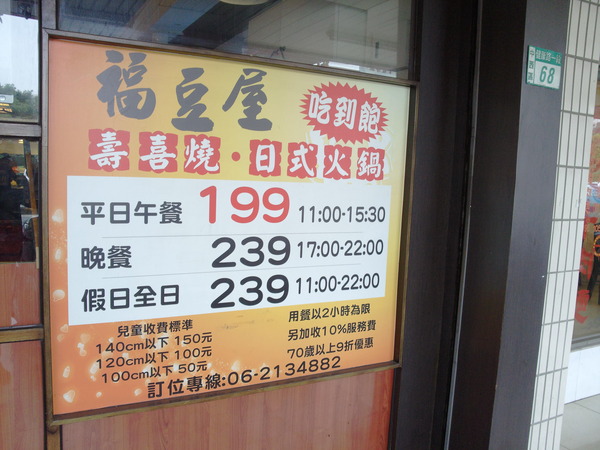 福豆屋
吃到飽
壽喜燒·日式火鍋
平日午餐 199 11:00-15:30
晚餐 239 17:00-22:00
假日全日 239 11:00-22:00
兒童收費標準
140cm以下 150元
120cm以下 100元
100cm以下 50元
用餐以2小時為限
另加收10%服務費
70歲以上9折優惠
訂位專線:06-2134882
健康路一段
68